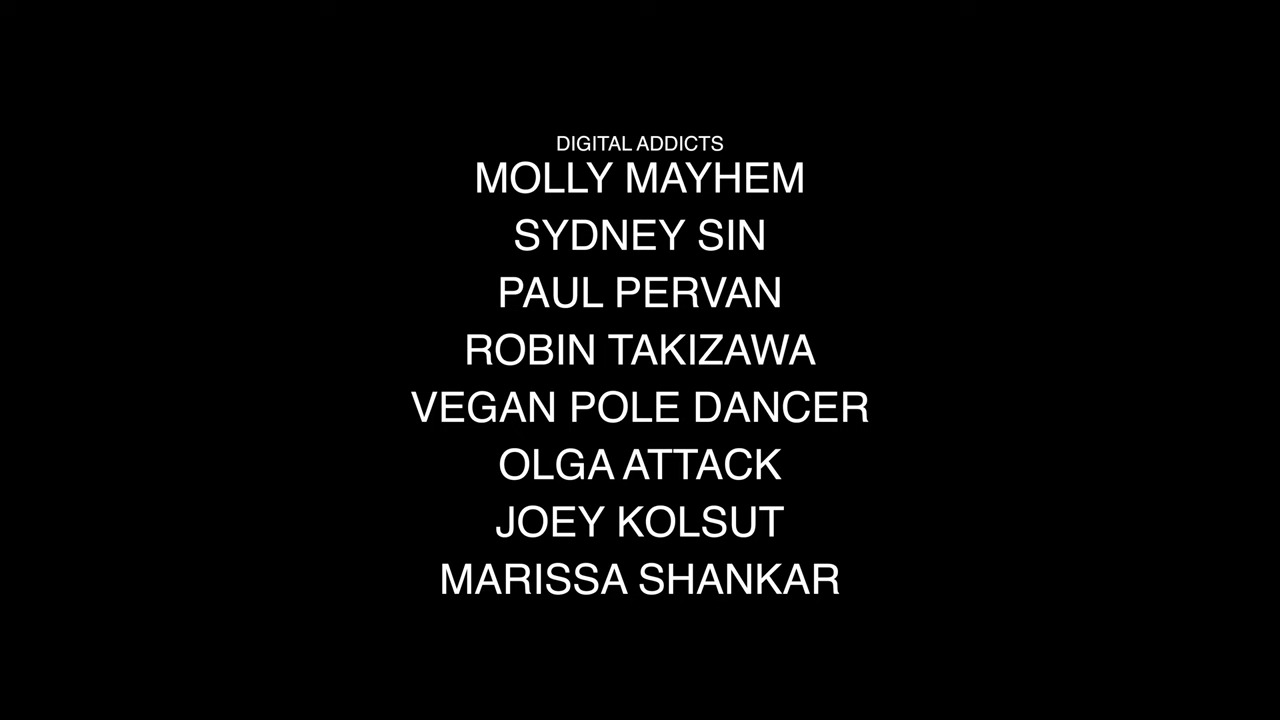 DIGITAL ADDICTS
MOLLY MAYHEM
SYDNEY SIN
PAUL PERVAN
ROBIN TAKIZAWA
VEGAN POLE DANCER
OLGA ATTACK
JOEY KOLSUT
MARISSA SHANKAR